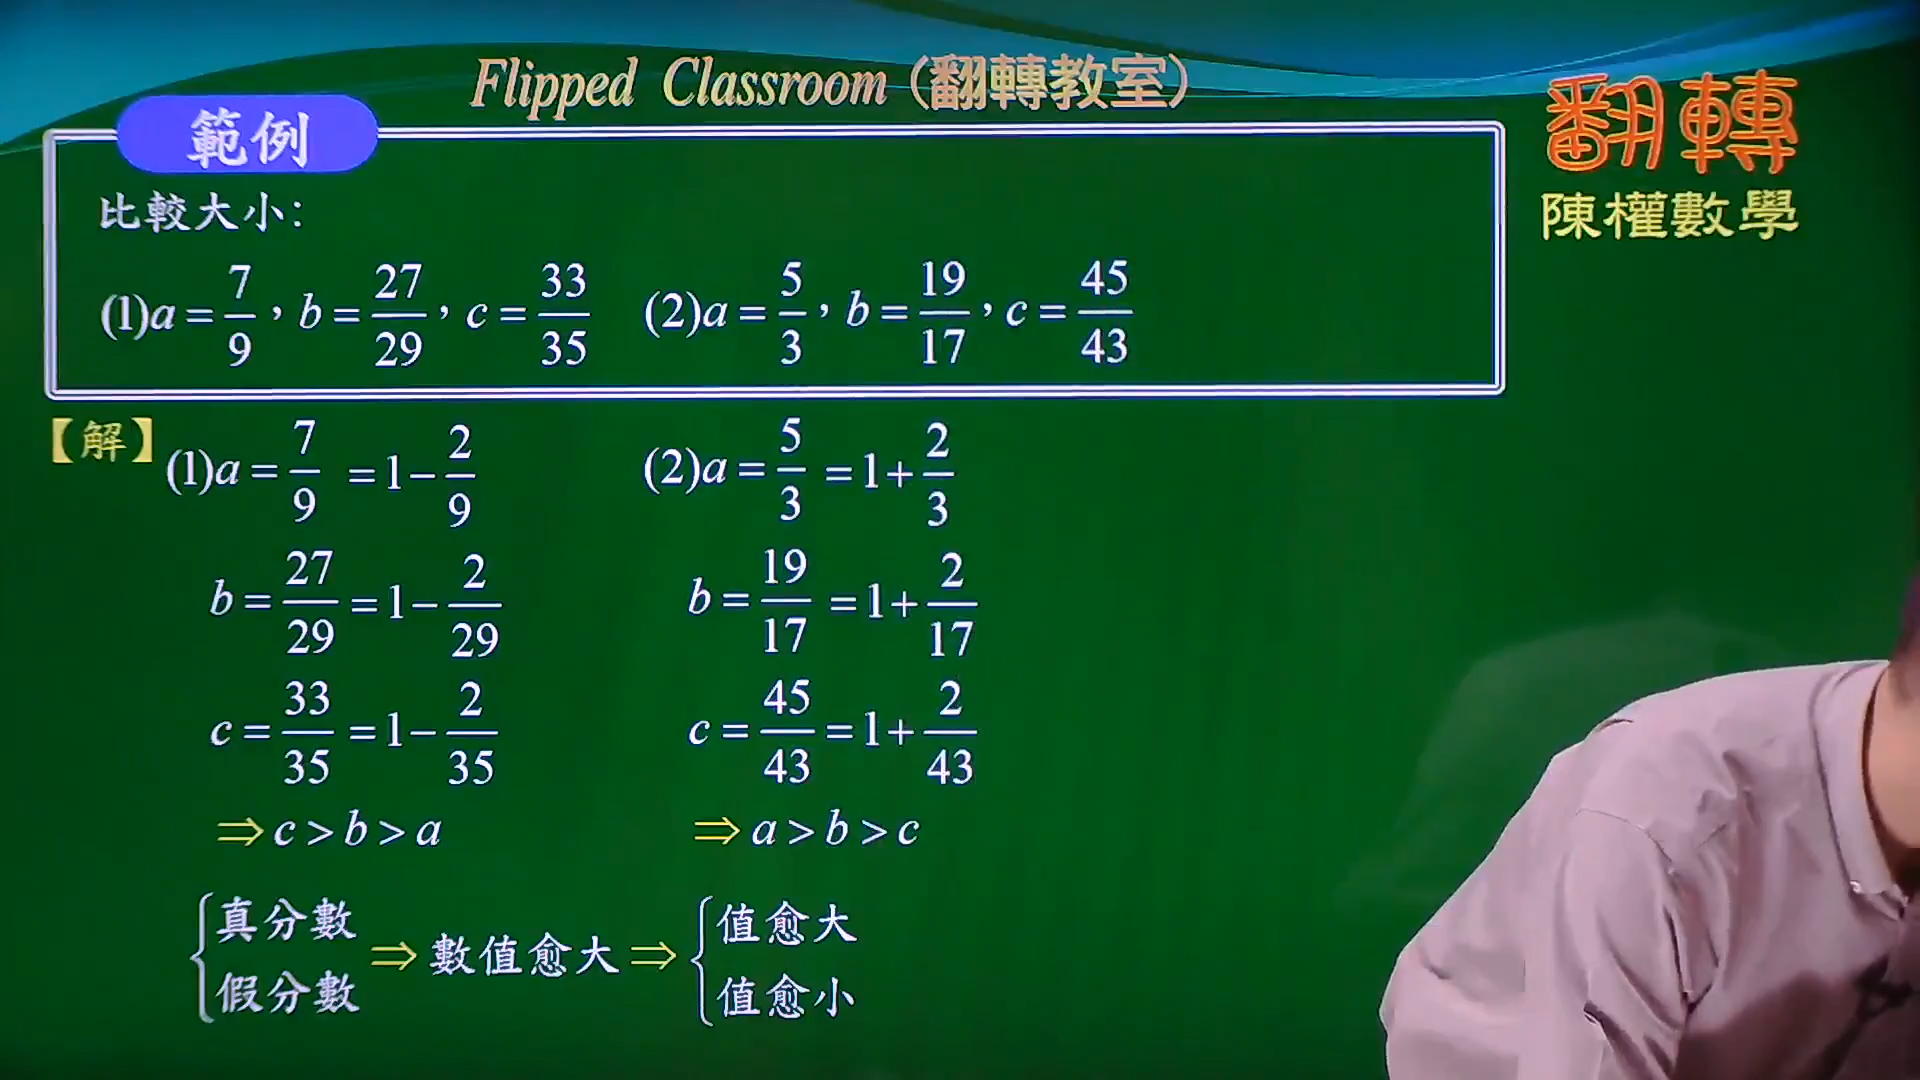 Flipped Classroom (翻轉教室)
翻轉
陳權數學
範例
比較大小：
(1)a=7/9，b=27/29，c=33/35 (2)a=5/3，b=19/17，c=45/43
【解】(1)a=7/9=1−2/9 (2)a=5/3=1+2/3
b=27/29=1−2/29 b=19/17=1+2/17
c=33/35=1−2/35 c=45/43=1+2/43
⇒c>b>a ⇒a>b>c
{真分數 假分數 ⇒數值愈大⇒ {值愈大 值愈小